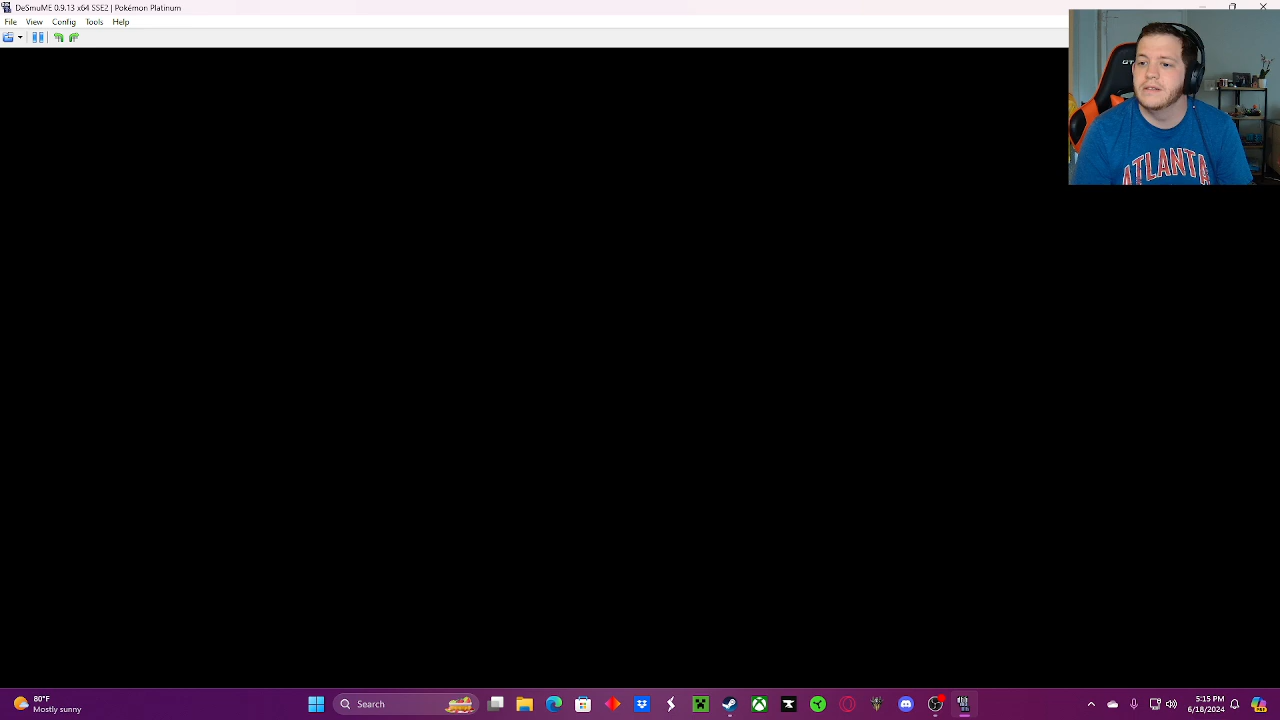 DeSmuME 0.9.13 x64 SSE2 | Pokémon Platinum
File View Config Tools Help
GT
ATLANTA
80°F
Mostly sunny
Search
5:15 PM
6/18/2024